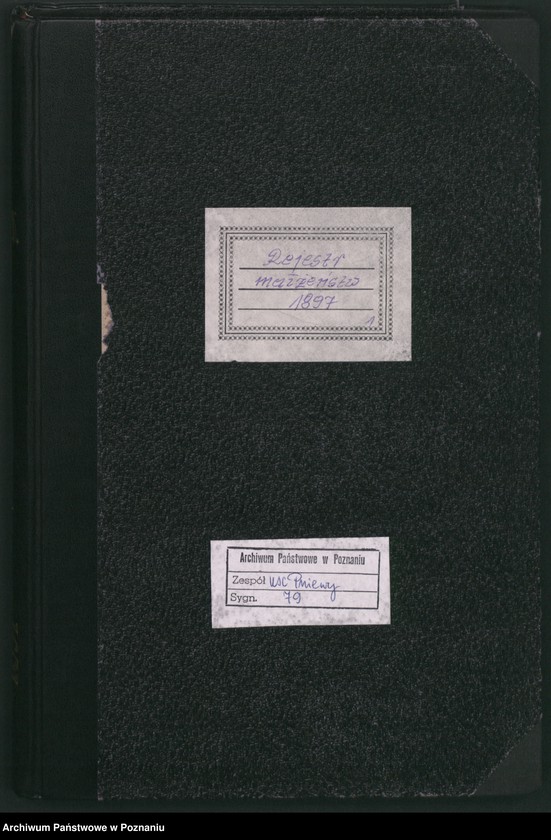 Rejestr
małżeństw
1897
1
Archiwum Państwowe w Poznaniu
Zespół USC Pniewy
Sygn. 79
Archiwum Państwowe w Poznaniu